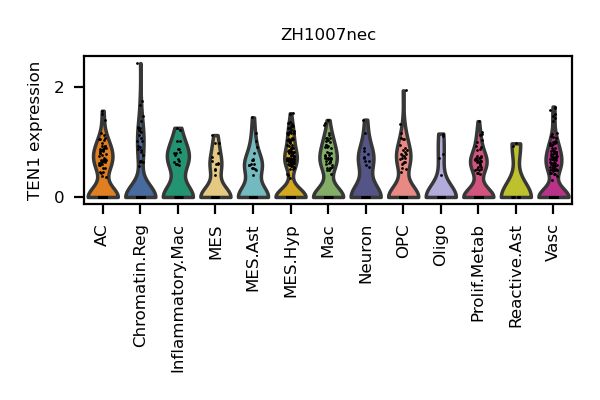 ZH1007nec
TEN1 expression
2
0
AC
Chromatin.Reg
Inflammatory.Mac
MES
MES.Ast
MES.Hyp
Mac
Neuron
OPC
Oligo
Prolif.Metab
Reactive.Ast
Vasc